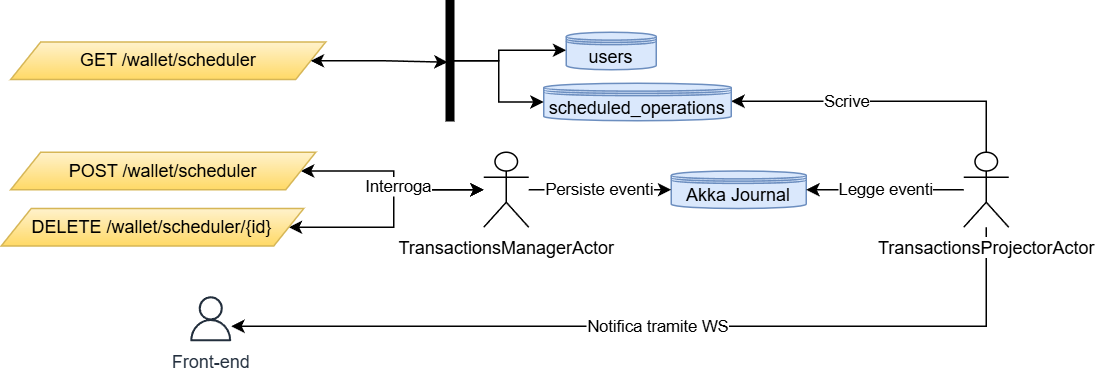 GET /wallet/scheduler
users
scheduled_operations
Scrive
POST /wallet/scheduler
Interroga
Persiste eventi
Akka Journal
Legge eventi
DELETE /wallet/scheduler/{id}
TransactionsManagerActor
TransactionsProjectorActor
Notifica tramite WS
Front-end